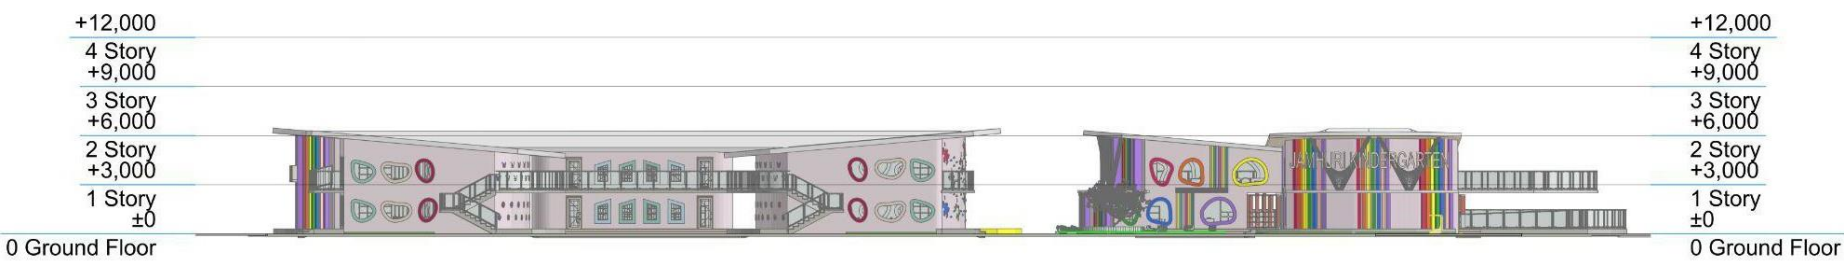 +12,000
4 Story
+9,000
3 Story
+6,000
2 Story
+3,000
1 Story
±0
0 Ground Floor
JAMHURI KINDERGARTEN
+12,000
4 Story
+9,000
3 Story
+6,000
2 Story
+3,000
1 Story
±0
0 Ground Floor